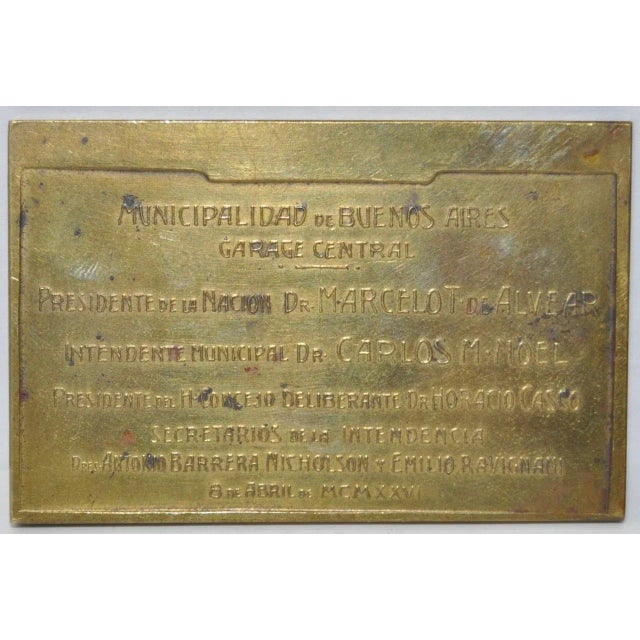 MUNICIPALIDAD DE BUENOS AIRES
GARAGE CENTRAL
PRESIDENTE DE LA NACION DR. MARCELO T. DE ALVEAR
INTENDENTE MUNICIPAL DR. CARLOS M. NOEL
PRESIDENTE DEL H. CONCEJO DELIBERANTE DR HORACIO CASCO
SECRETARIOS DE LA INTENDENCIA
DRES ANTONIO BARRERA NICHOLSON Y EMILIO RAVIGNANI
8 DE ABRIL DE MCMXXVI